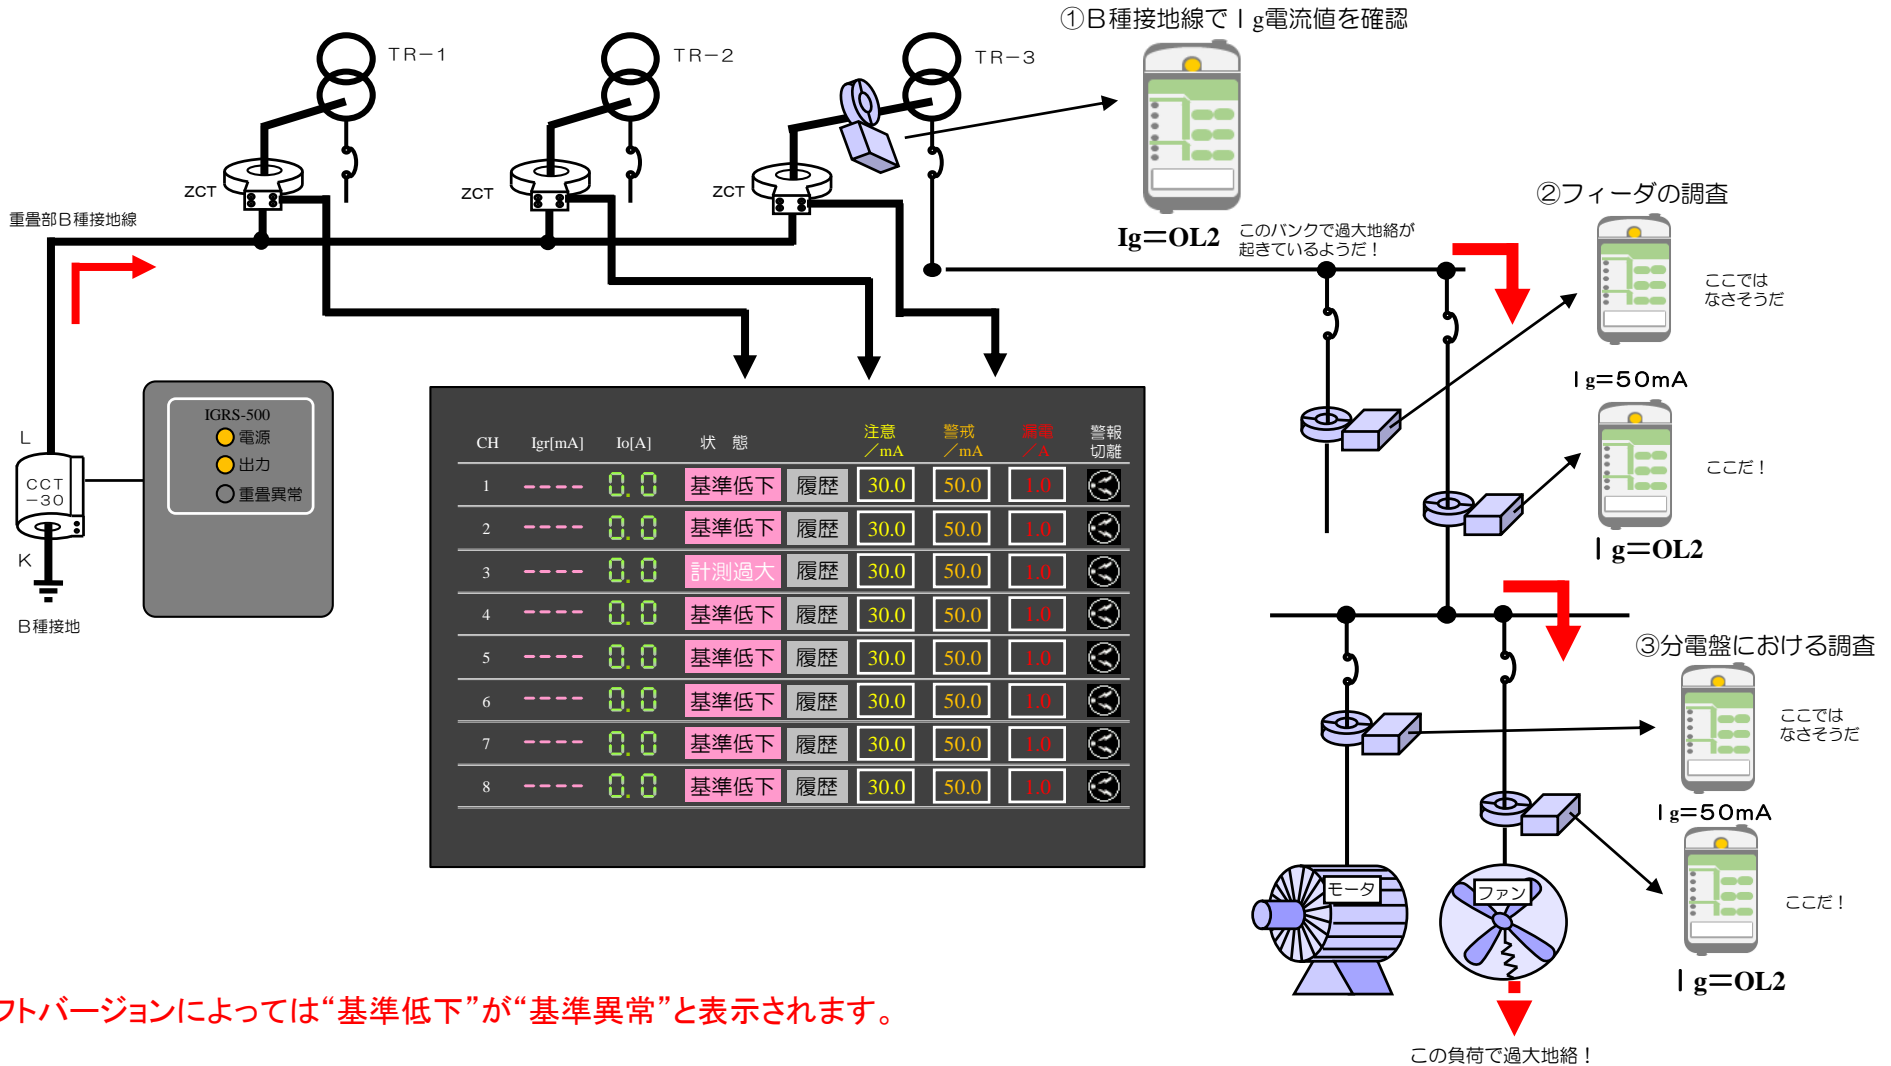 ①B種接地線でIg電流値を確認
TR-1
TR-2
TR-3
ZCT
ZCT
ZCT
重畳部B種接地線
Ig=OL2
このバンクで過大地絡が
起きているようだ！
②フィーダの調査
ここでは
なさそうだ
Ig=50mA
ここだ！
Ig=OL2
L
CCT
-30
K
B種接地
IGRS-500
電源
出力
重畳異常
CH Igr[mA] Io[A] 状 態 注意／mA 警戒／mA 漏電／A 警報切離
1 ---- 0.0 基準低下 履歴 30.0 50.0 1.0
2 ---- 0.0 基準低下 履歴 30.0 50.0 1.0
3 ---- 0.0 計測過大 履歴 30.0 50.0 1.0
4 ---- 0.0 基準低下 履歴 30.0 50.0 1.0
5 ---- 0.0 基準低下 履歴 30.0 50.0 1.0
6 ---- 0.0 基準低下 履歴 30.0 50.0 1.0
7 ---- 0.0 基準低下 履歴 30.0 50.0 1.0
8 ---- 0.0 基準低下 履歴 30.0 50.0 1.0
③分電盤における調査
ここでは
なさそうだ
Ig=50mA
ここだ！
Ig=OL2
モータ
ファン
この負荷で過大地絡！
フトバージョンによっては“基準低下”が“基準異常”と表示されます。